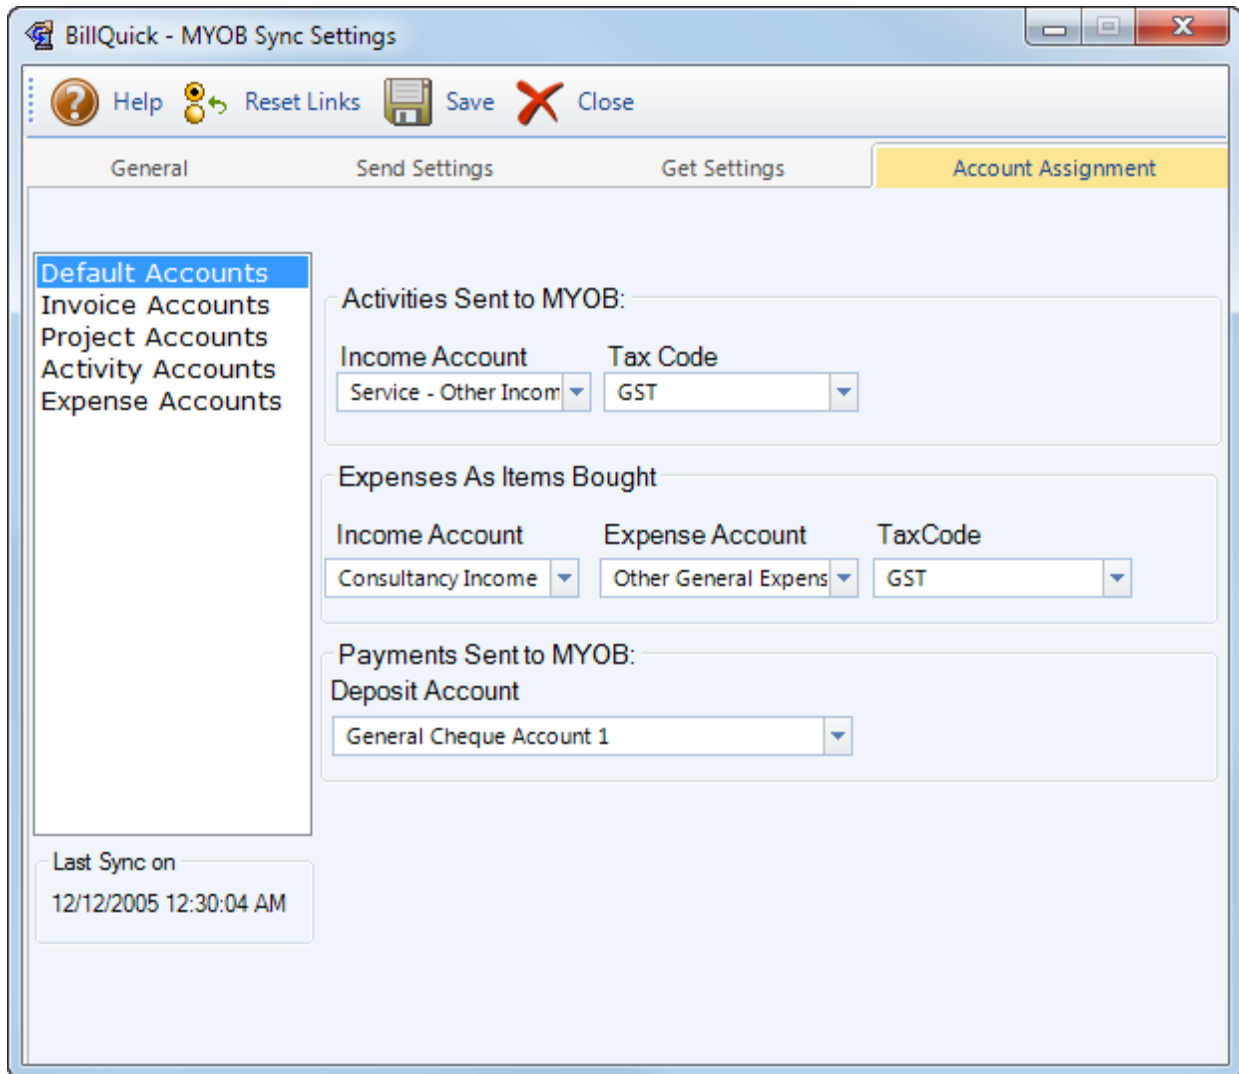 BillQuick - MYOB Sync Settings
Help Reset Links Save Close
General Send Settings Get Settings Account Assignment
Default Accounts
Invoice Accounts
Project Accounts
Activity Accounts
Expense Accounts
Activities Sent to MYOB:
Income Account Tax Code
Service - Other Incom GST
Expenses As Items Bought
Income Account Expense Account TaxCode
Consultancy Income Other General Expens GST
Payments Sent to MYOB:
Deposit Account
General Cheque Account 1
Last Sync on
12/12/2005 12:30:04 AM